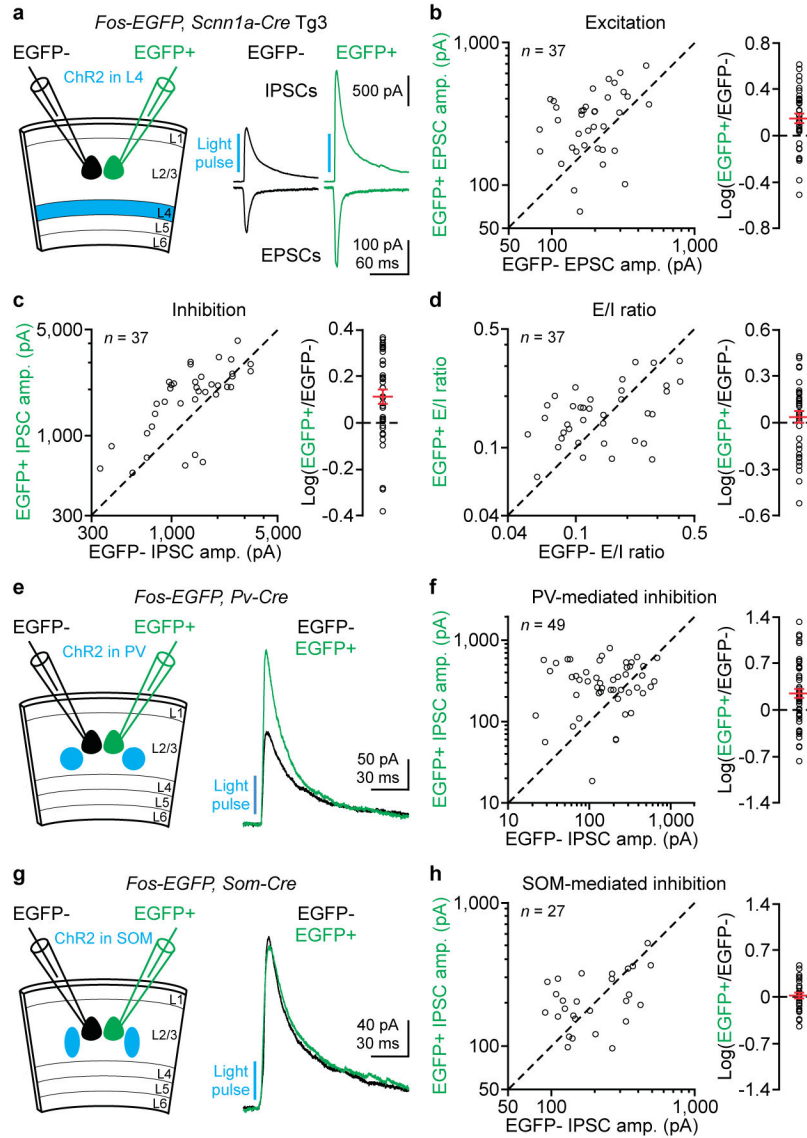 a
Fos-EGFP, Scnn1a-Cre Tg3
EGFP-
EGFP+
ChR2 in L4
L1
L2/3
L4
L5
L6
EGFP-
EGFP+
IPSCs
500 pA
Light
pulse
EPSCs
100 pA
60 ms
b
Excitation
n = 37
EGFP+ EPSC amp. (pA)
1,000
100
50
50
100
1,000
EGFP- EPSC amp. (pA)
Log(EGFP+/EGFP-)
0.8
0.4
0
-0.4
-0.8
c
Inhibition
n = 37
EGFP+ IPSC amp. (pA)
5,000
1,000
300
300
1,000
5,000
EGFP- IPSC amp. (pA)
Log(EGFP+/EGFP-)
0.4
0.2
0
-0.2
-0.4
d
E/I ratio
n = 37
EGFP+ E/I ratio
0.5
0.1
0.04
0.04
0.1
0.5
EGFP- E/I ratio
Log(EGFP+/EGFP-)
0.6
0.3
0
-0.3
-0.6
e
Fos-EGFP, Pv-Cre
EGFP-
EGFP+
ChR2 in PV
L1
L2/3
L4
L5
L6
EGFP-
EGFP+
50 pA
30 ms
Light
pulse
f
PV-mediated inhibition
n = 49
EGFP+ IPSC amp. (pA)
1,000
100
10
10
100
1,000
EGFP- IPSC amp. (pA)
Log(EGFP+/EGFP-)
1.4
0.7
0
-0.7
-1.4
g
Fos-EGFP, Som-Cre
EGFP-
EGFP+
ChR2 in SOM
L1
L2/3
L4
L5
L6
EGFP-
EGFP+
40 pA
30 ms
Light
pulse
h
SOM-mediated inhibition
n = 27
EGFP+ IPSC amp. (pA)
1,000
100
50
50
100
1,000
EGFP- IPSC amp. (pA)
Log(EGFP+/EGFP-)
1.4
0.7
0
-0.7
-1.4